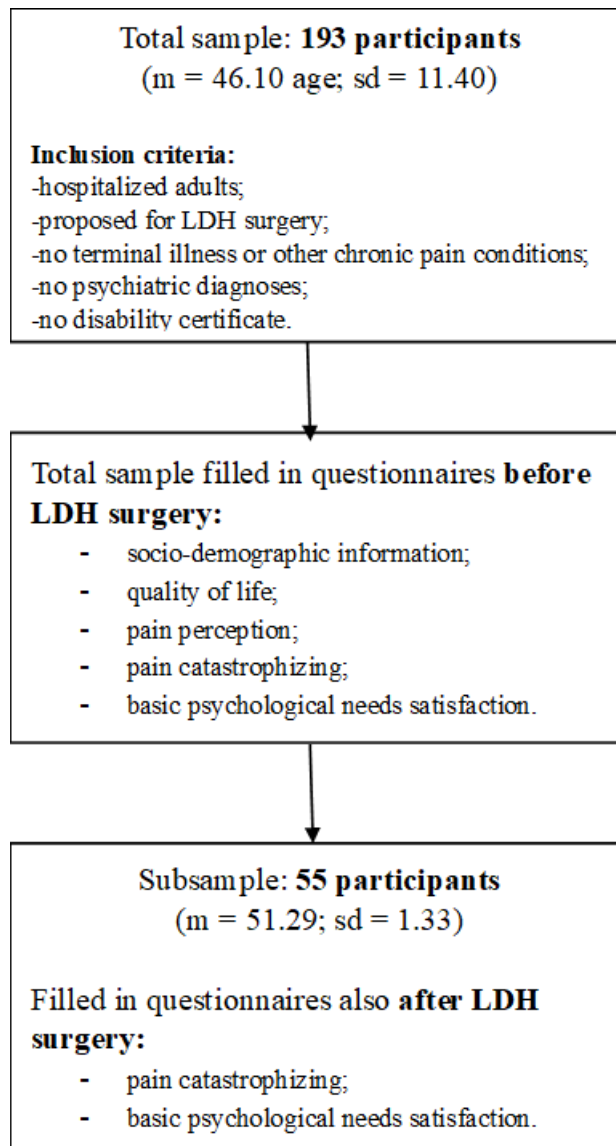 Total sample: 193 participants
(m = 46.10 age; sd = 11.40)
Inclusion criteria:
-hospitalized adults;
-proposed for LDH surgery;
-no terminal illness or other chronic pain conditions;
-no psychiatric diagnoses;
-no disability certificate.
Total sample filled in questionnaires before
LDH surgery:
- socio-demographic information;
- quality of life;
- pain perception;
- pain catastrophizing;
- basic psychological needs satisfaction.
Subsample: 55 participants
(m = 51.29; sd = 1.33)
Filled in questionnaires also after LDH
surgery:
- pain catastrophizing;
- basic psychological needs satisfaction.